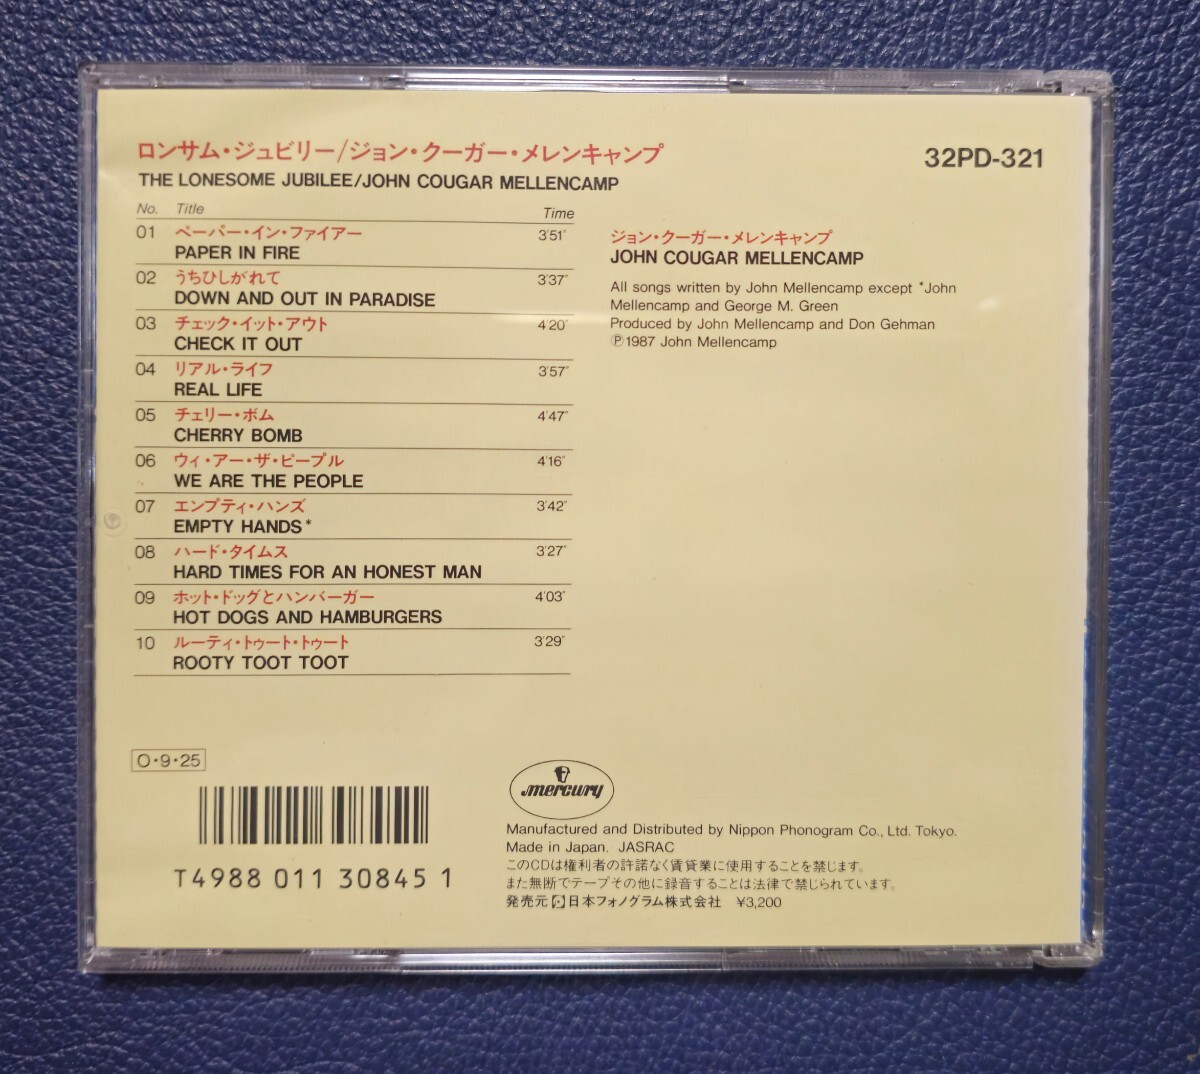 ロンサム・ジュビリー/ジョン・クーガー・メレンキャンプ
32PD-321
THE LONESOME JUBILEE/JOHN COUGAR MELLENCAMP
No. Title Time
01 ペーパー・イン・ファイアー 3'51"
PAPER IN FIRE
02 うちひしがれて 3'37"
DOWN AND OUT IN PARADISE
03 チェック・イット・アウト 4'20"
CHECK IT OUT
04 リアル・ライフ 3'57"
REAL LIFE
05 チェリー・ボム 4'47"
CHERRY BOMB
06 ウィ・アー・ザ・ピープル 4'16"
WE ARE THE PEOPLE
07 エンプティ・ハンズ 3'42"
EMPTY HANDS*
08 ハード・タイムス 3'27"
HARD TIMES FOR AN HONEST MAN
09 ホット・ドッグとハンバーガー 4'03"
HOT DOGS AND HAMBURGERS
10 ルーティ・トゥート・トゥート 3'29"
ROOTY TOOT TOOT
ジョン・クーガー・メレンキャンプ
JOHN COUGAR MELLENCAMP
All songs written by John Mellencamp except *John
Mellencamp and George M. Green
Produced by John Mellencamp and Don Gehman
Ⓟ1987 John Mellencamp
O・9・25
T4988 011 30845 1
mercury
Manufactured and Distributed by Nippon Phonogram Co., Ltd. Tokyo.
Made in Japan. JASRAC
このCDは権利者の許諾なく賃貸業に使用することを禁じます。
また無断でテープその他に録音することは法律で禁じられています。
発売元 日本フォノグラム株式会社 ¥3,200